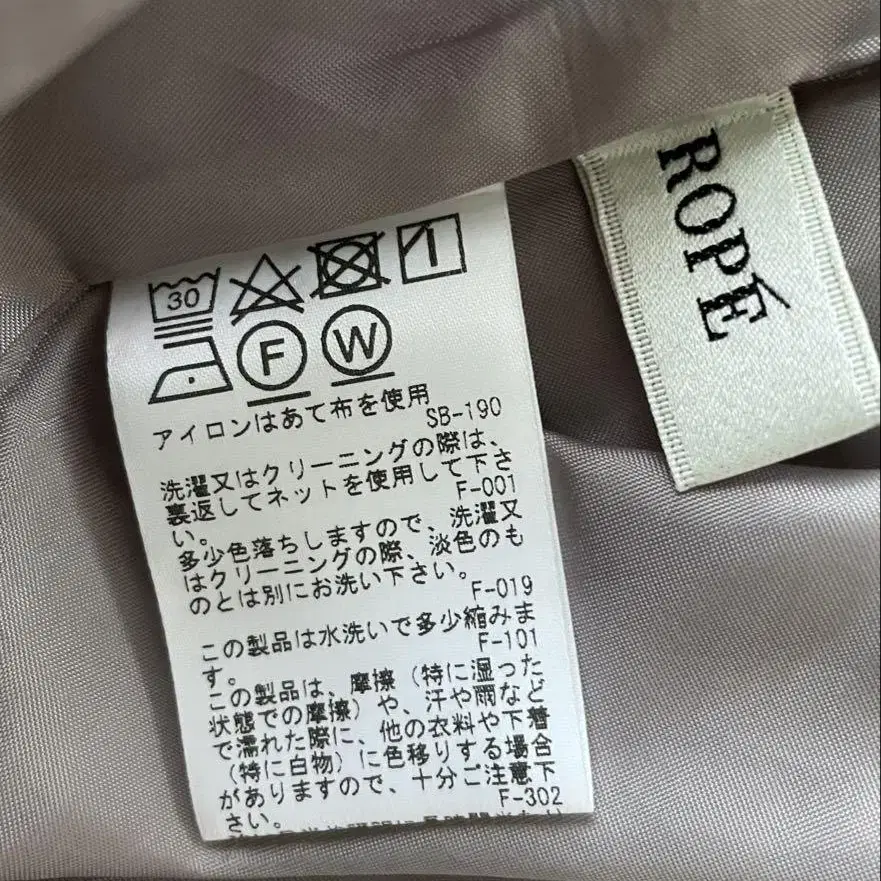 30
F W
アイロンはあて布を使用
SB-190
洗濯又はクリーニングの際は、
裏返してネットを使用して下さ
い。
F-001
多少色落ちしますので、洗濯又
はクリーニングの際、淡色のも
のとは別にお洗い下さい。
F-019
この製品は水洗いで多少縮みま
す。
F-101
この製品は、摩擦(特に湿った
状態での摩擦)や、汗や雨など
で濡れた際に、他の衣料や下着
(特に白物)に色移りする場合
がありますので、十分ご注意下
さい。
F-302
ROPÉ